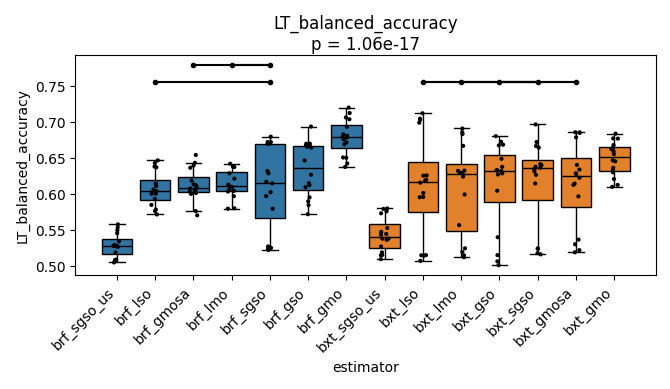 LT_balanced_accuracy
p = 1.06e-17
LT_balanced_accuracy
0.75
0.70
0.65
0.60
0.55
0.50
brf_sgso_us
brf_lso
brf_gmosa
brf_lmo
brf_sgso
brf_gso
brf_gmo
bxt_sgso_us
bxt_lso
bxt_lmo
bxt_gso
bxt_sgso
bxt_gmosa
bxt_gmo
estimator